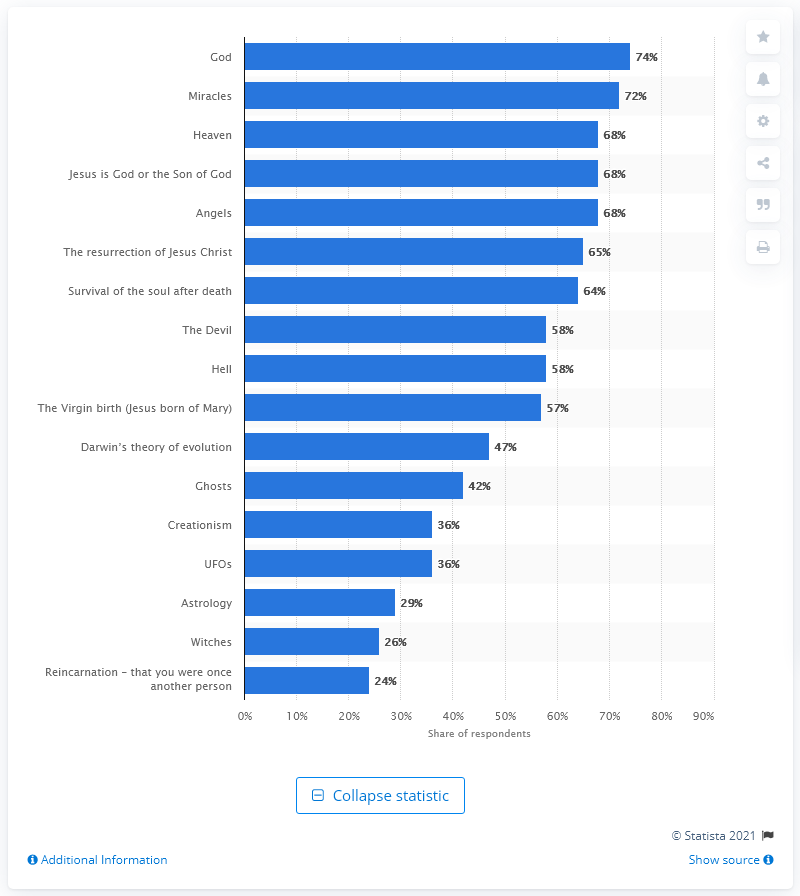 God 74%
Miracles 72%
Heaven 68%
Jesus is God or the Son of God 68%
Angels 68%
The resurrection of Jesus Christ 65%
Survival of the soul after death 64%
The Devil 58%
Hell 58%
The Virgin birth (Jesus born of Mary) 57%
Darwin's theory of evolution 47%
Ghosts 42%
Creationism 36%
UFOs 36%
Astrology 29%
Witches 26%
Reincarnation – that you were once
another person 24%
0% 10% 20% 30% 40% 50% 60% 70% 80% 90%
Share of respondents
Collapse statistic
© Statista 2021
Additional Information Show source